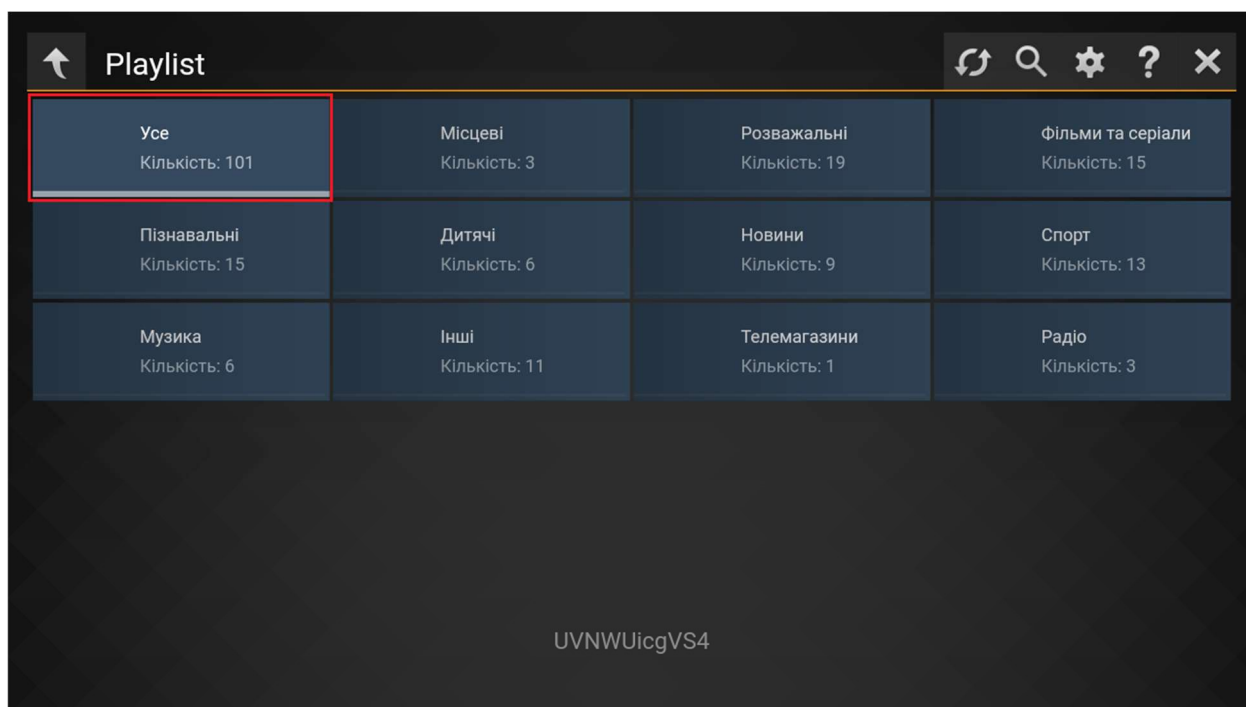 Playlist
Усе
Кількість: 101
Місцеві
Кількість: 3
Розважальні
Кількість: 19
Фільми та серіали
Кількість: 15
Пізнавальні
Кількість: 15
Дитячі
Кількість: 6
Новини
Кількість: 9
Спорт
Кількість: 13
Музика
Кількість: 6
Інші
Кількість: 11
Телемагазини
Кількість: 1
Радіо
Кількість: 3
UVNWUicgVS4